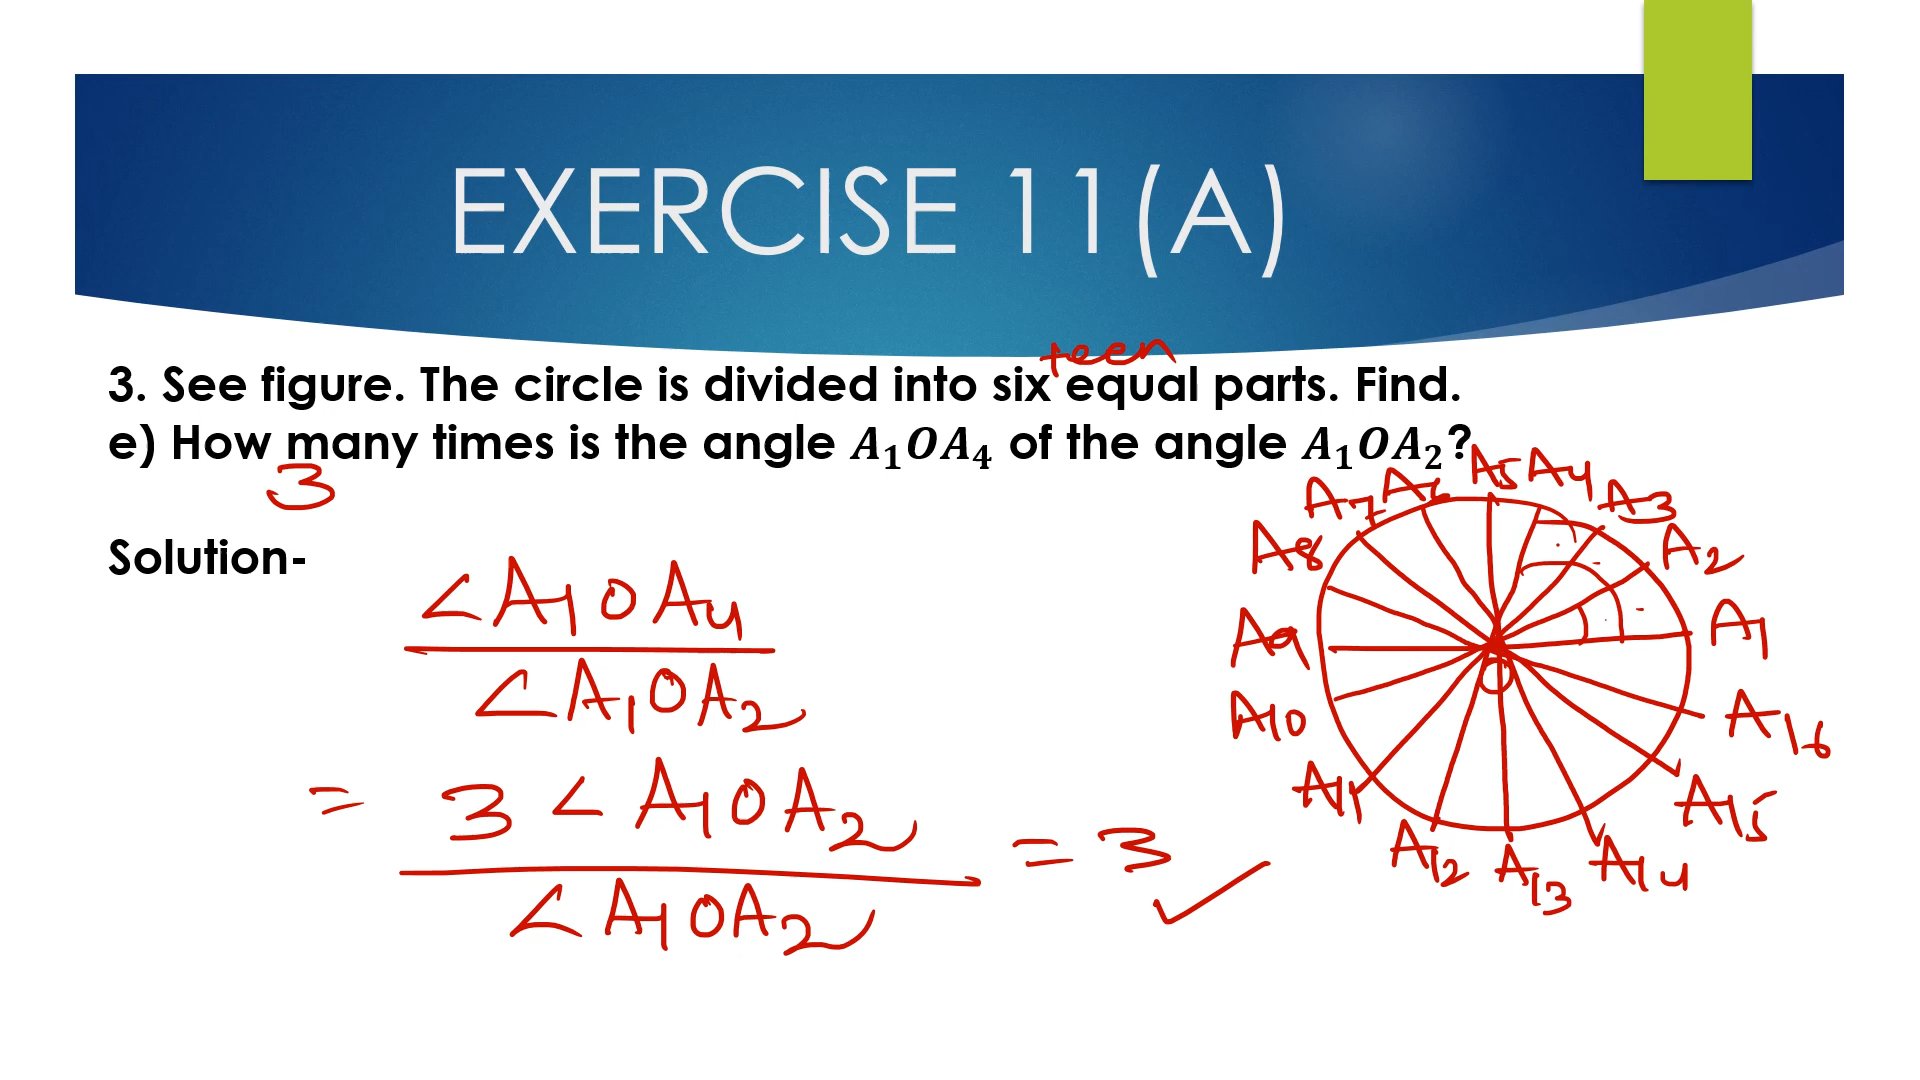 EXERCISE 11(A)
teen
3. See figure. The circle is divided into six equal parts. Find.
e) How many times is the angle A₁OA₄ of the angle A₁OA₂?
3
Solution-
<A1OA4
<A1OA2
= 3 <A1OA2
<A1OA2
= 3 ✓
A5 A4
A7 A6 A3
A8 A2
A9 A1
O
A10 A16
A11 A15
A12 A13 A14